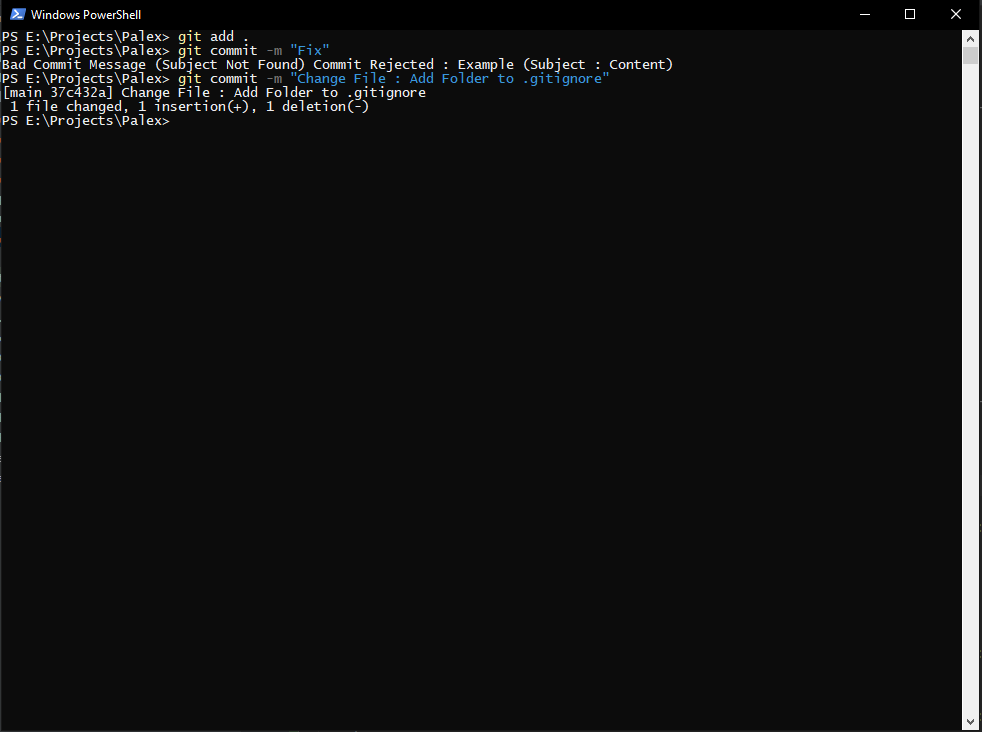 Windows PowerShell
PS E:\Projects\Palex> git add .
PS E:\Projects\Palex> git commit -m "Fix"
Bad Commit Message (Subject Not Found) Commit Rejected : Example (Subject : Content)
PS E:\Projects\Palex> git commit -m "Change File : Add Folder to .gitignore"
[main 37c432a] Change File : Add Folder to .gitignore
 1 file changed, 1 insertion(+), 1 deletion(-)
PS E:\Projects\Palex>